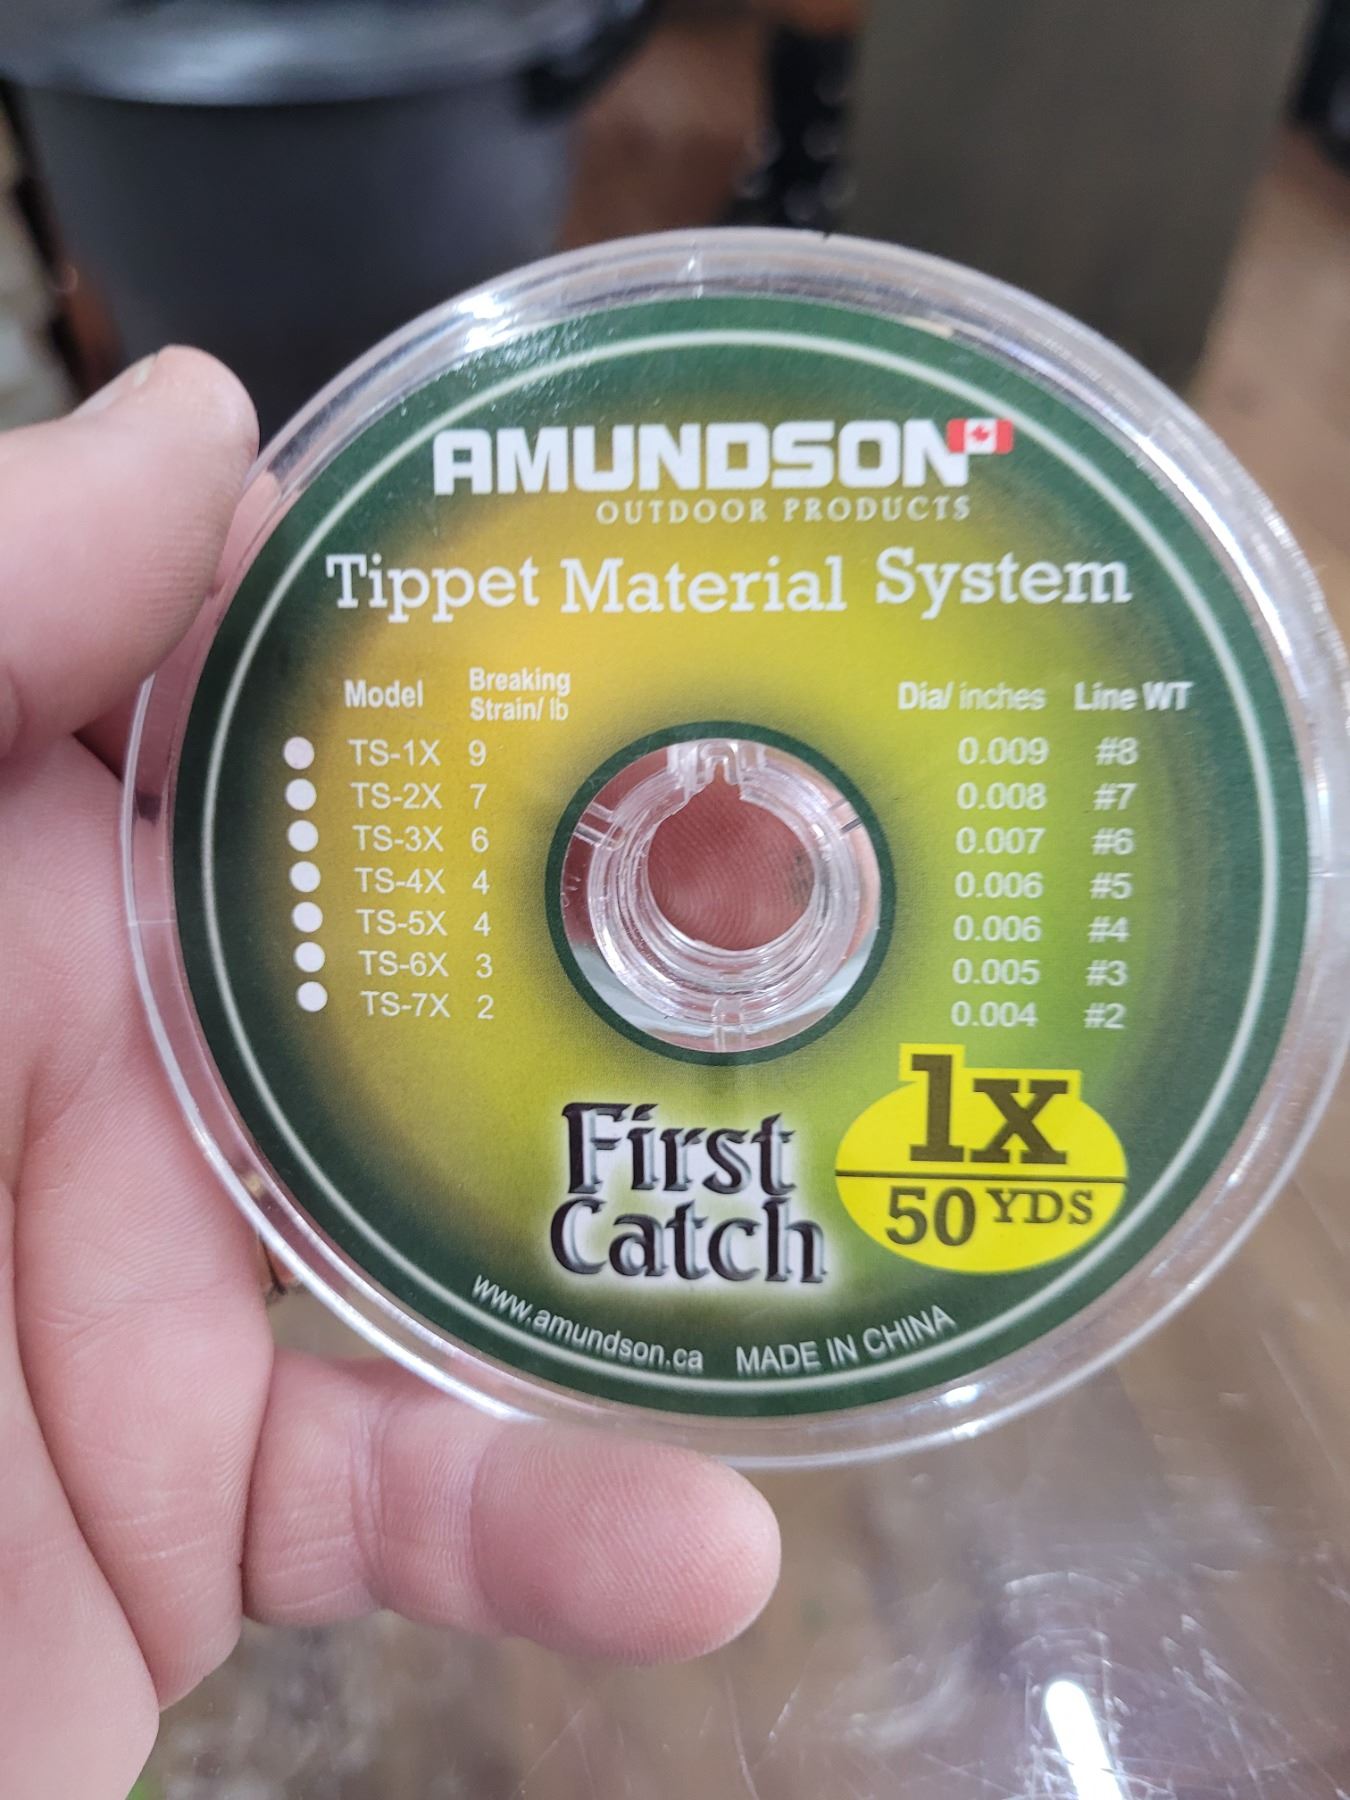 AMUNDSON
OUTDOOR PRODUCTS
Tippet Material System
Model Breaking Strain/ lb Dia/ inches Line WT
TS-1X 9 0.009 #8
TS-2X 7 0.008 #7
TS-3X 6 0.007 #6
TS-4X 4 0.006 #5
TS-5X 4 0.006 #4
TS-6X 3 0.005 #3
TS-7X 2 0.004 #2
1X
50 YDS
First
Catch
www.amundson.ca MADE IN CHINA